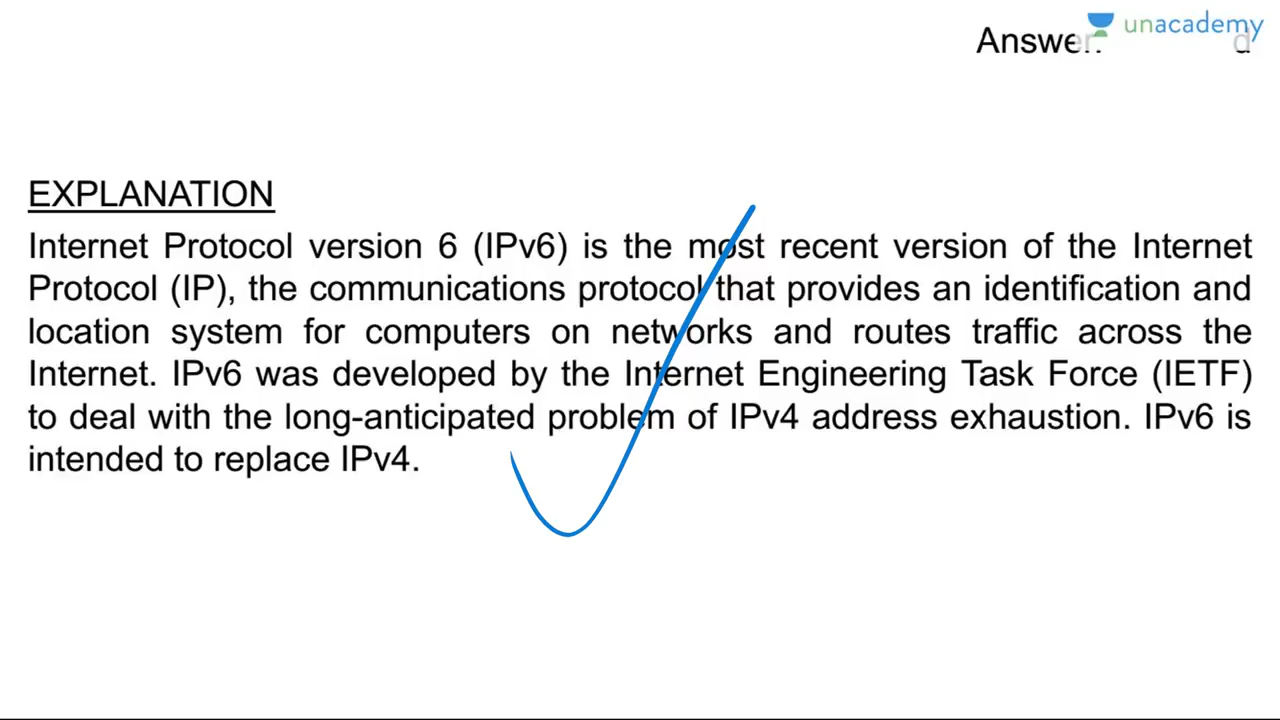 unacademy
Answer: d
EXPLANATION
Internet Protocol version 6 (IPv6) is the most recent version of the Internet
Protocol (IP), the communications protocol that provides an identification and
location system for computers on networks and routes traffic across the
Internet. IPv6 was developed by the Internet Engineering Task Force (IETF)
to deal with the long-anticipated problem of IPv4 address exhaustion. IPv6 is
intended to replace IPv4.